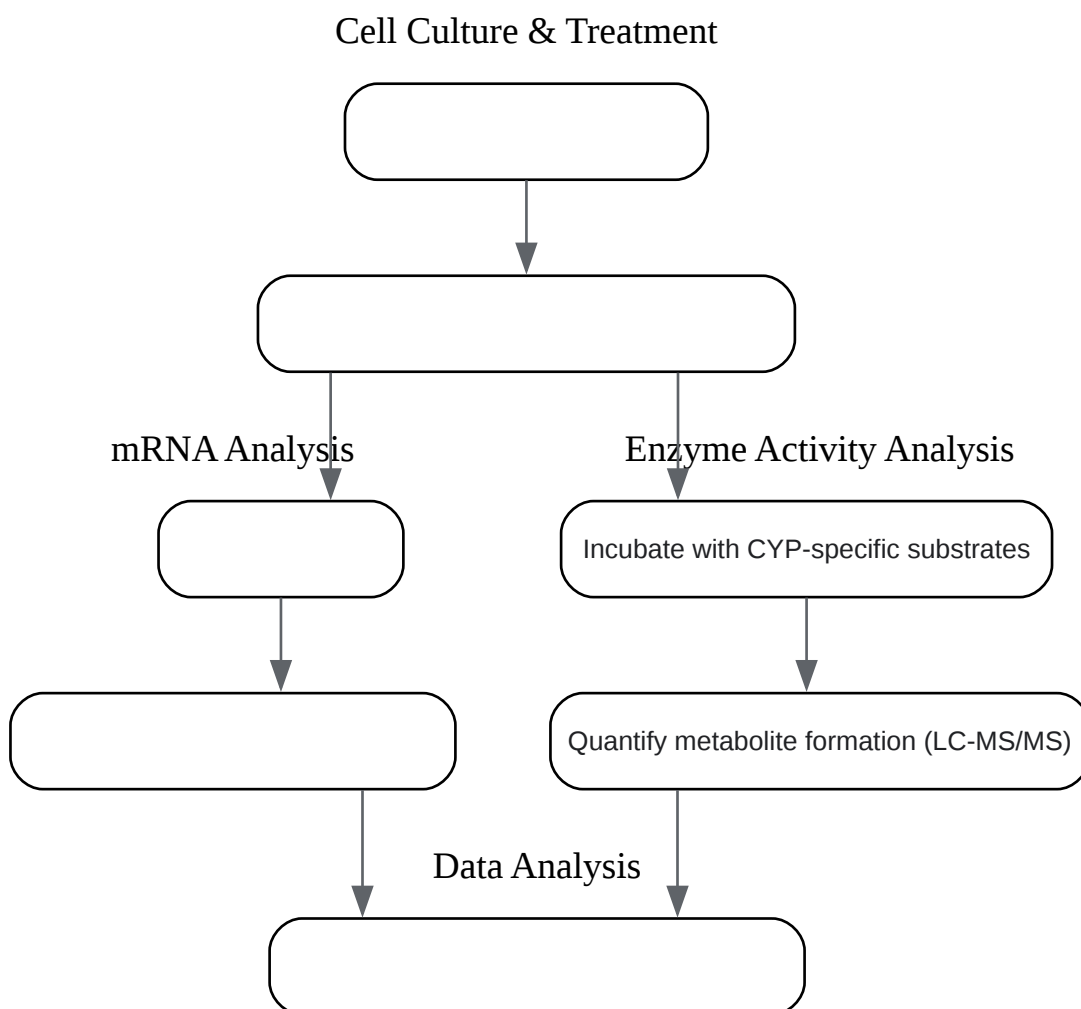 Cell Culture & Treatment
mRNA Analysis
Enzyme Activity Analysis
Incubate with CYP-specific substrates
Quantify metabolite formation (LC-MS/MS)
Data Analysis